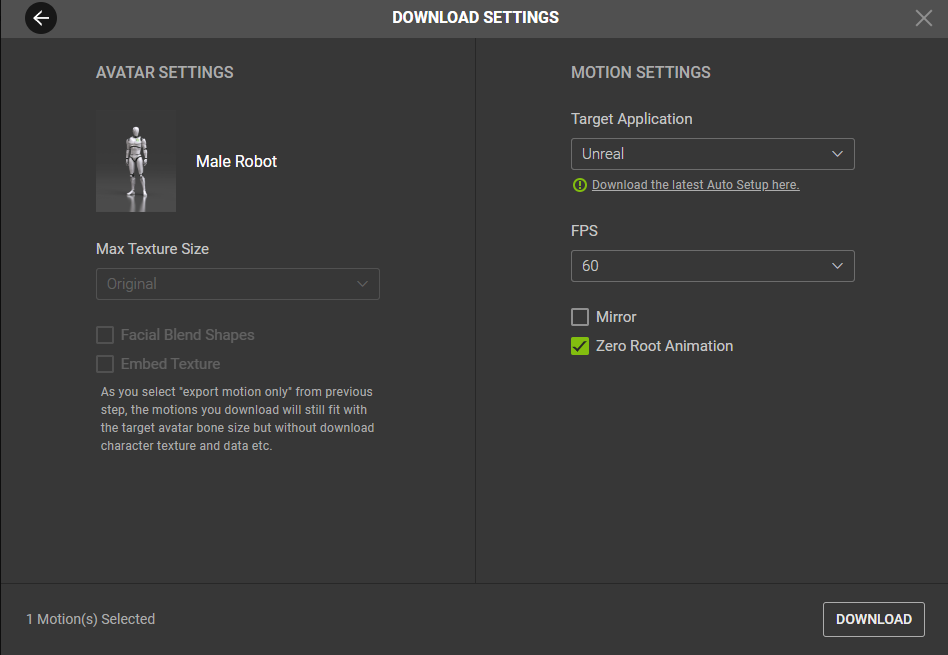 DOWNLOAD SETTINGS
AVATAR SETTINGS
Male Robot
Max Texture Size
Original
Facial Blend Shapes
Embed Texture
As you select "export motion only" from previous
step, the motions you download will still fit with
the target avatar bone size but without download
character texture and data etc.
MOTION SETTINGS
Target Application
Unreal
Download the latest Auto Setup here.
FPS
60
Mirror
Zero Root Animation
1 Motion(s) Selected
DOWNLOAD